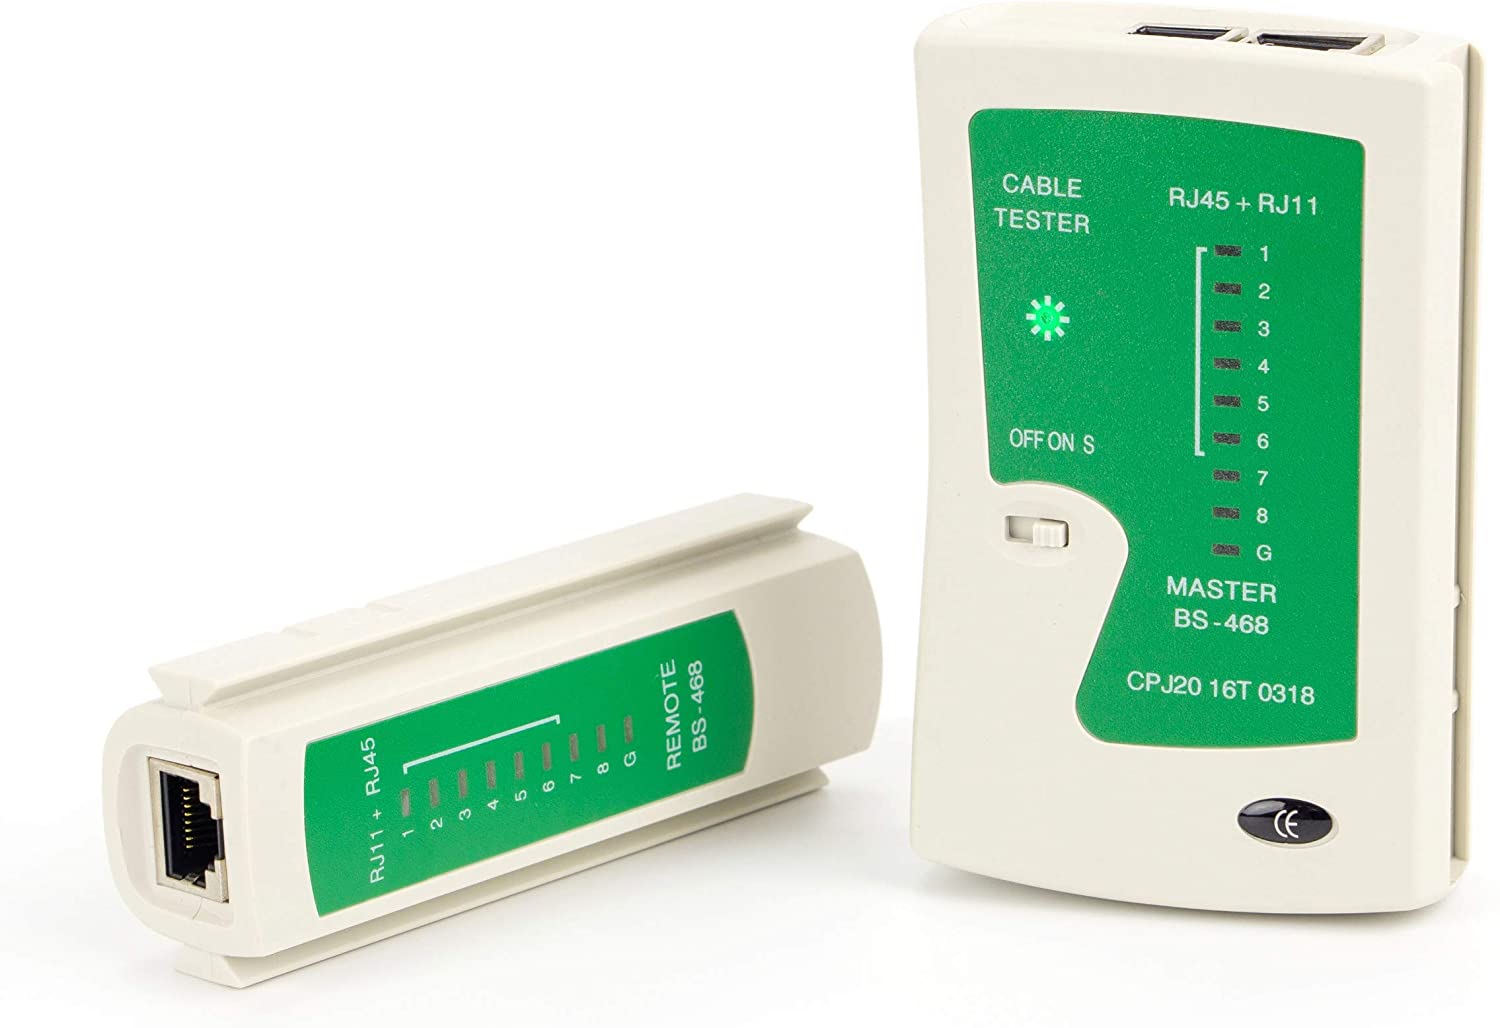 CABLE
TESTER
OFF ON S
RJ45 + RJ11
1
2
3
4
5
6
7
8
G
MASTER
BS-468
CPJ20 16T 0318
CE
RJ11 + RJ45
1
2
3
4
5
6
7
8
G
REMOTE
BS-468